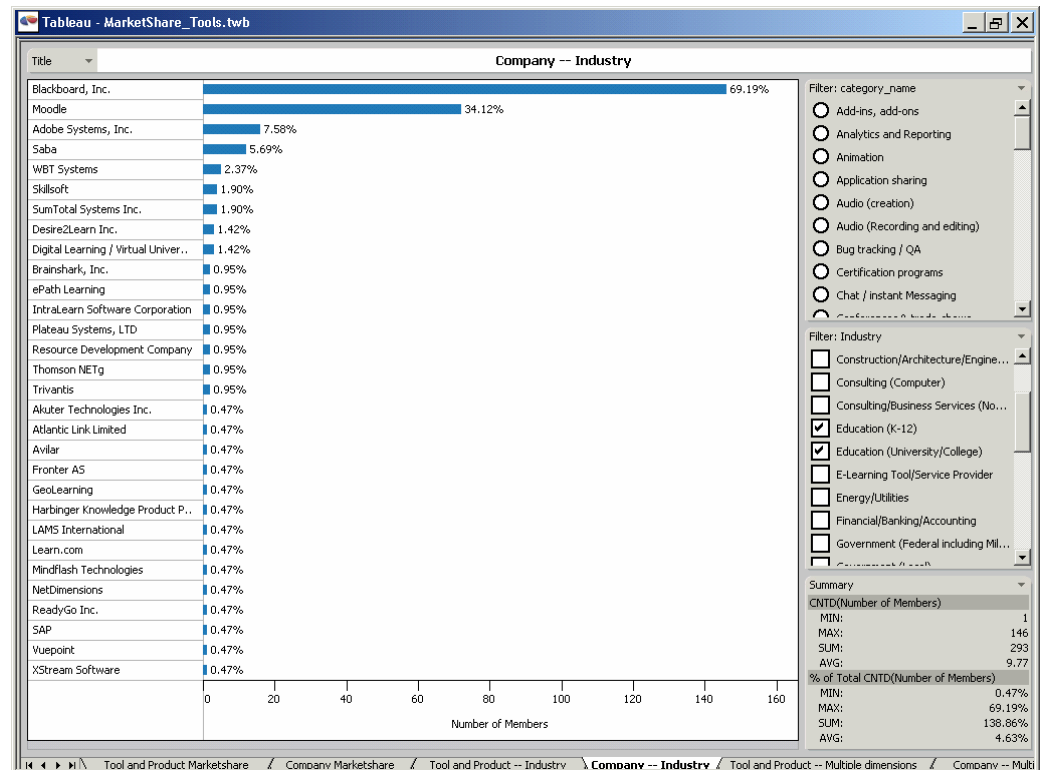 Tableau - MarketShare_Tools.twb
Title
Company -- Industry
Blackboard, Inc. 69.19%
Moodle 34.12%
Adobe Systems, Inc. 7.58%
Saba 5.69%
WBT Systems 2.37%
Skillsoft 1.90%
SumTotal Systems Inc. 1.90%
Desire2Learn Inc. 1.42%
Digital Learning / Virtual Univer.. 1.42%
Brainshark, Inc. 0.95%
ePath Learning 0.95%
IntraLearn Software Corporation 0.95%
Plateau Systems, LTD 0.95%
Resource Development Company 0.95%
Thomson NETg 0.95%
Trivantis 0.95%
Akuter Technologies Inc. 0.47%
Atlantic Link Limited 0.47%
Avilar 0.47%
Fronter AS 0.47%
GeoLearning 0.47%
Harbinger Knowledge Product P.. 0.47%
LAMS International 0.47%
Learn.com 0.47%
Mindflash Technologies 0.47%
NetDimensions 0.47%
ReadyGo Inc. 0.47%
SAP 0.47%
Vuepoint 0.47%
XStream Software 0.47%
0 20 40 60 80 100 120 140 160
Number of Members
Filter: category_name
Add-ins, add-ons
Analytics and Reporting
Animation
Application sharing
Audio (creation)
Audio (Recording and editing)
Bug tracking / QA
Certification programs
Chat / instant Messaging
Filter: Industry
Construction/Architecture/Engine...
Consulting (Computer)
Consulting/Business Services (No...
Education (K-12)
Education (University/College)
E-Learning Tool/Service Provider
Energy/Utilities
Financial/Banking/Accounting
Government (Federal including Mil...
Summary
CNTD(Number of Members)
MIN: 1
MAX: 146
SUM: 293
AVG: 9.77
% of Total CNTD(Number of Members)
MIN: 0.47%
MAX: 69.19%
SUM: 138.86%
AVG: 4.63%
Tool and Product Marketshare / Company Marketshare / Tool and Product -- Industry \ Company -- Industry / Tool and Product -- Multiple dimensions / Company -- Multi